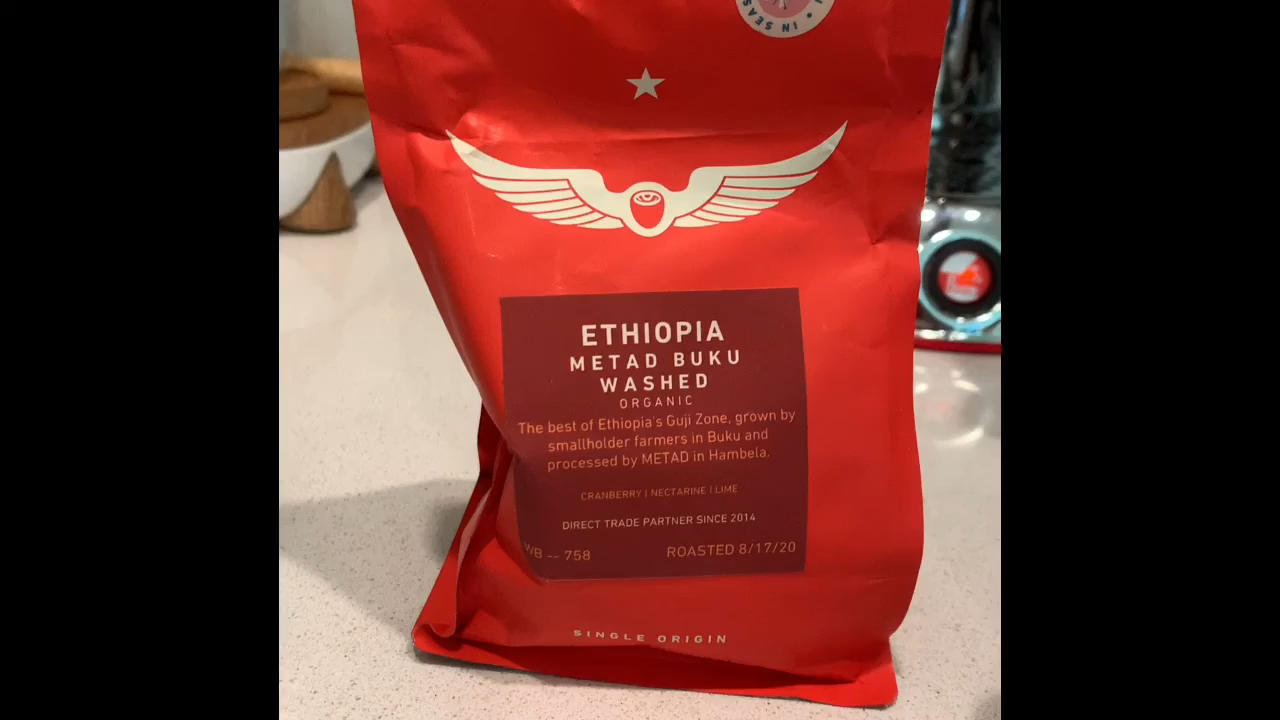 IN SEAS
ETHIOPIA
METAD BUKU
WASHED
ORGANIC
The best of Ethiopia's Guji Zone, grown by
smallholder farmers in Buku and
processed by METAD in Hambela.
CRANBERRY | NECTARINE | LIME
DIRECT TRADE PARTNER SINCE 2014
WB -- 758 ROASTED 8/17/20
SINGLE ORIGIN